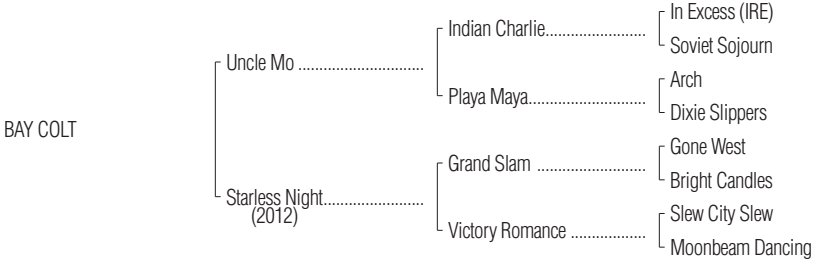 In Excess (IRE)
Indian Charlie........................
Soviet Sojourn
Uncle Mo ..............................
Arch
Playa Maya............................
Dixie Slippers
BAY COLT
Gone West
Grand Slam ..........................
Bright Candles
Starless Night........................
(2012)
Slew City Slew
Victory Romance ..................
Moonbeam Dancing